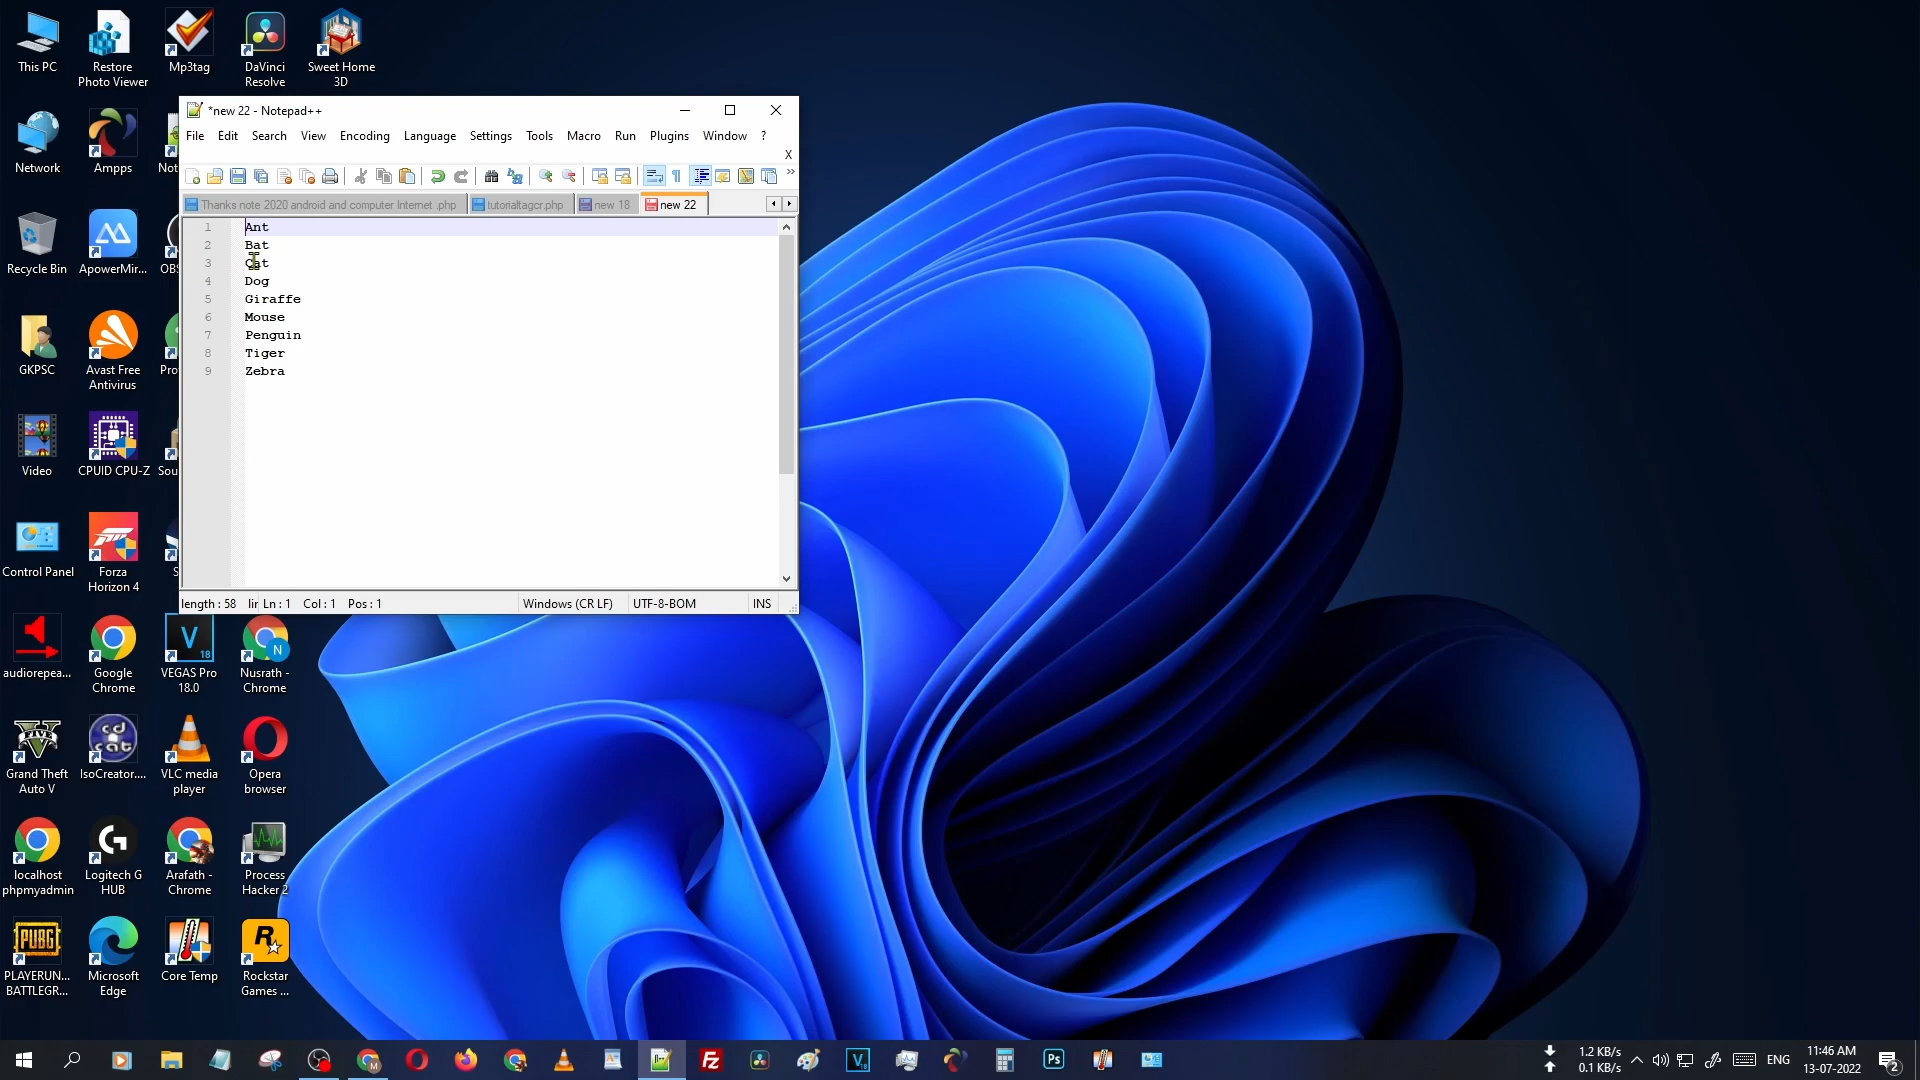 This PC
Restore
Photo Viewer
Mp3tag
DaVinci
Resolve
Sweet Home
3D
Network
Ampps
Not
Recycle Bin
ApowerMir...
OBS
GKPSC
Avast Free
Antivirus
Pro
Video
CPUID CPU-Z
Sou
Control Panel
Forza
Horizon 4
S
audiorepea...
Google
Chrome
VEGAS Pro
18.0
Nusrath -
Chrome
Grand Theft
Auto V
IsoCreator....
VLC media
player
Opera
browser
localhost
phpmyadmin
Logitech G
HUB
Arafath -
Chrome
Process
Hacker 2
PLAYERUN...
BATTLEGR...
Microsoft
Edge
Core Temp
Rockstar
Games ...
*new 22 - Notepad++
File Edit Search View Encoding Language Settings Tools Macro Run Plugins Window ?
X
Thanks note 2020 android and computer Internet .php tutorialtagcr.php new 18 new 22
1 Ant
2 Bat
3 Cat
4 Dog
5 Giraffe
6 Mouse
7 Penguin
8 Tiger
9 Zebra
length : 58 lir Ln : 1 Col : 1 Pos : 1 Windows (CR LF) UTF-8-BOM INS
1.2 KB/s
0.1 KB/s
ENG
11:46 AM
13-07-2022
2